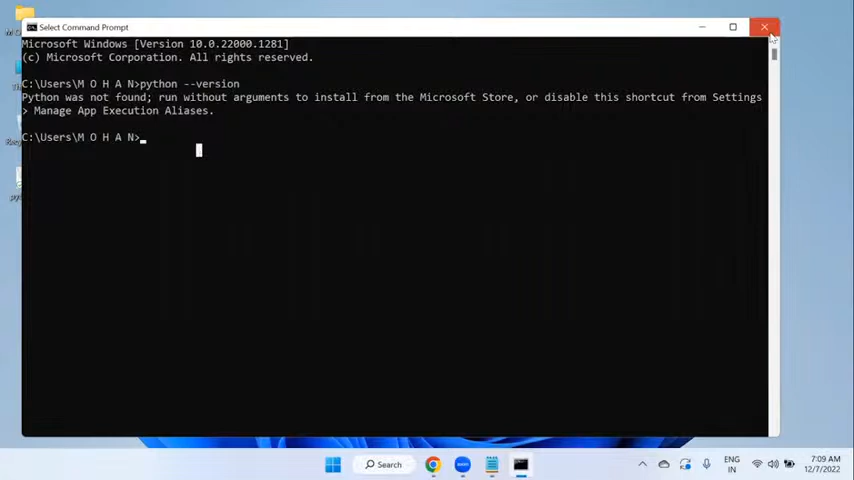 Select Command Prompt
Microsoft Windows [Version 10.0.22000.1281]
(c) Microsoft Corporation. All rights reserved.
C:\Users\M O H A N>python --version
Python was not found; run without arguments to install from the Microsoft Store, or disable this shortcut from Settings
> Manage App Execution Aliases.
C:\Users\M O H A N>
Search
zoom
ENG
IN
7:09 AM
12/7/2022